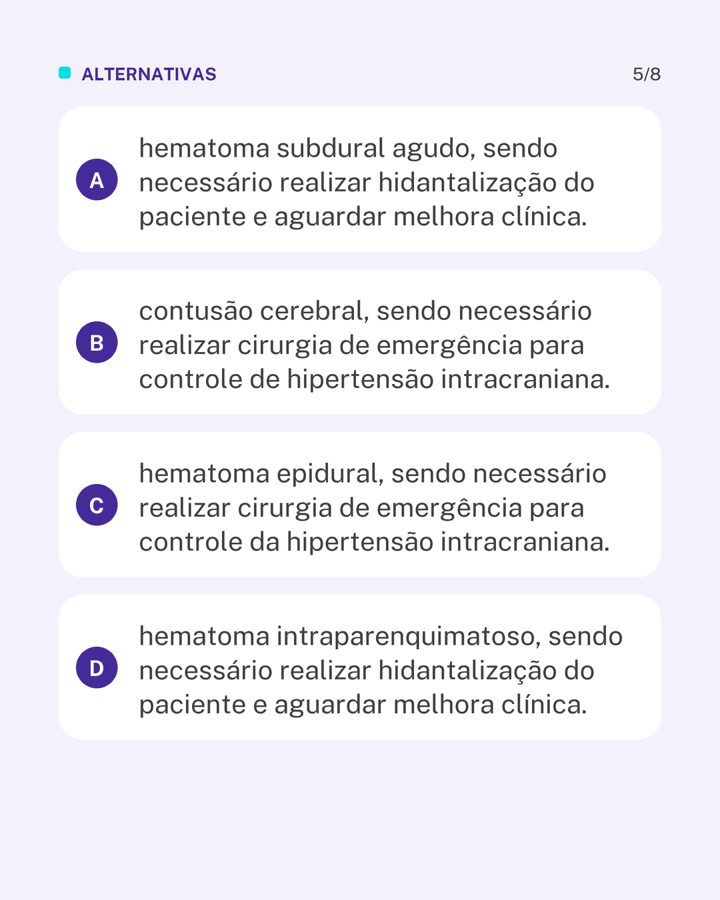 ALTERNATIVAS
5/8
A
hematoma subdural agudo, sendo
necessário realizar hidantalização do
paciente e aguardar melhora clínica.
B
contusão cerebral, sendo necessário
realizar cirurgia de emergência para
controle de hipertensão intracraniana.
C
hematoma epidural, sendo necessário
realizar cirurgia de emergência para
controle da hipertensão intracraniana.
D
hematoma intraparenquimatoso, sendo
necessário realizar hidantalização do
paciente e aguardar melhora clínica.